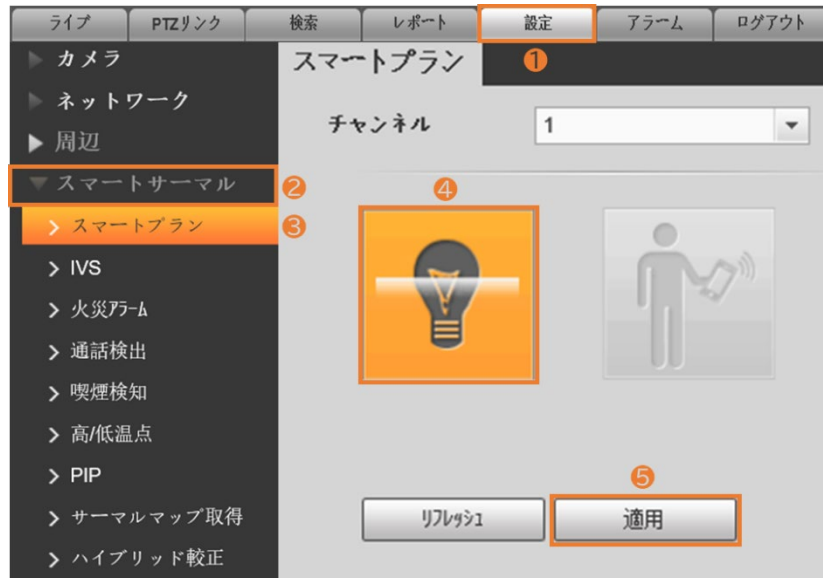 ライブ PTZリンク 検索 レポート 設定 アラーム ログアウト
カメラ
ネットワーク
周辺
スマートサーマル
スマートプラン
IVS
火災アラーム
通話検出
喫煙検知
高/低温点
PIP
サーマルマップ取得
ハイブリッド較正
スマートプラン
❶
チャンネル 1
❷
❸
❹
❺
リフレッシュ 適用